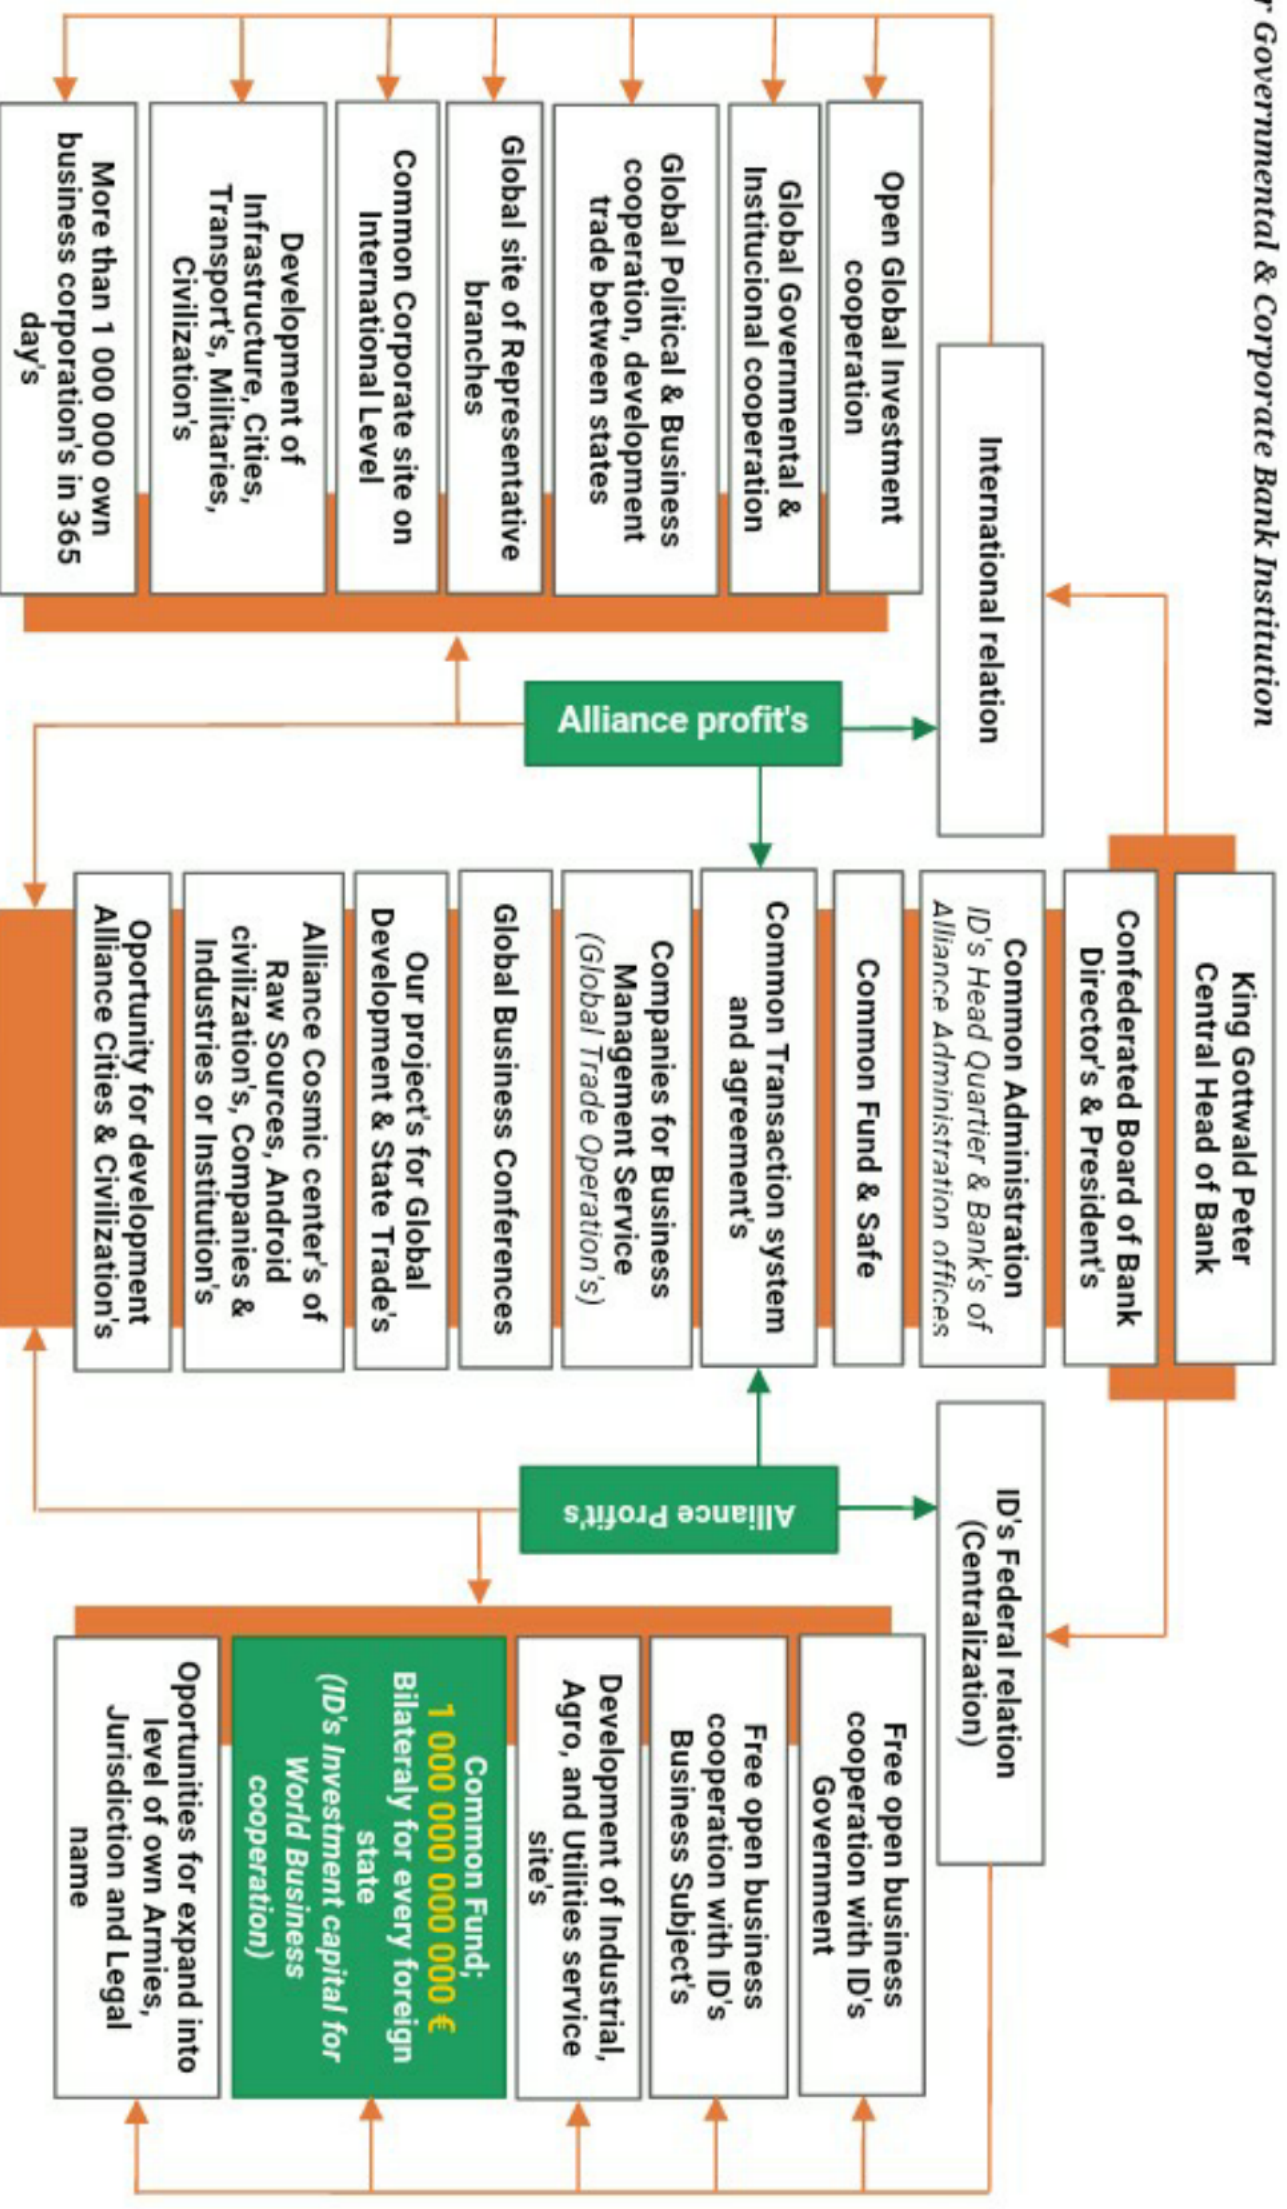 r Governmental & Corporate Bank Institution
King Gottwald Peter
Central Head of Bank
Confederated Board of Bank
Director's & President's
International relation
ID's Federal relation
(Centralization)
Open Global Investment
cooperation
Global Governmental &
Institucional cooperation
Global Political & Business
cooperation, development
trade between states
Global site of Representative
branches
Common Corporate site on
International Level
Development of
Infrastructure, Cities,
Transport's, Militaries,
Civilization's
More than 1 000 000 own
business corporation's in 365
day's
Alliance profit's
Common Administration
ID's Head Quartier & Bank's of
Alliance Administration offices
Common Fund & Safe
Common Transaction system
and agreement's
Companies for Business
Management Service
(Global Trade Operation's)
Global Business Conferences
Our project's for Global
Development & State Trade's
Alliance Cosmic center's of
Raw Sources, Android
civilization's, Companies &
Industries or Institution's
Oportunity for development
Alliance Cities & Civilization's
Alliance Profit's
Free open business
cooperation with ID's
Government
Free open business
cooperation with ID's
Business Subject's
Development of Industrial,
Agro, and Utilities service
site's
Common Fund;
1 000 000 000 000 000 €
Bilateraly for every foreign
state
(ID's Investment capital for
World Business
cooperation)
Oportunities for expand into
level of own Armies,
Jurisdiction and Legal
name